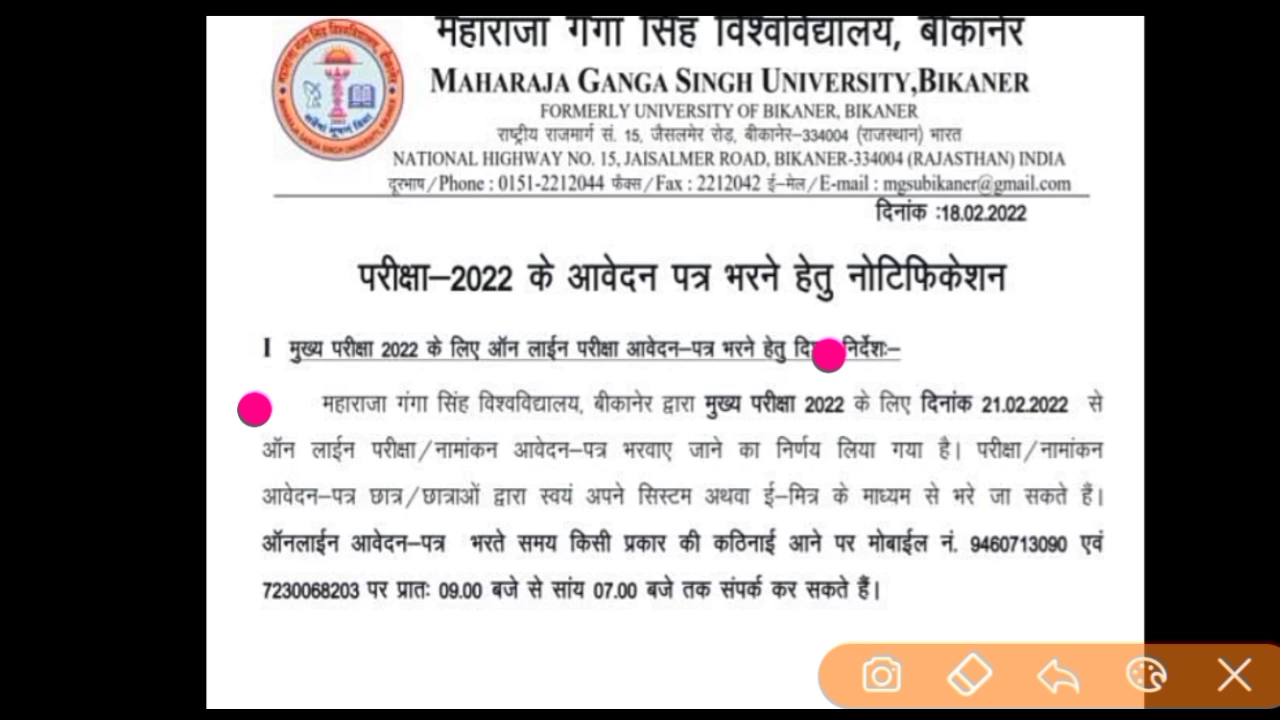 महाराजा गंगा सिंह विश्वविद्यालय, बीकानेर
MAHARAJA GANGA SINGH UNIVERSITY,BIKANER
FORMERLY UNIVERSITY OF BIKANER, BIKANER
राष्ट्रीय राजमार्ग सं. 15, जैसलमेर रोड़, बीकानेर–334004 (राजस्थान) भारत
NATIONAL HIGHWAY NO. 15, JAISALMER ROAD, BIKANER-334004 (RAJASTHAN) INDIA
दूरभाष/Phone : 0151-2212044 फैक्स/Fax : 2212042 ई–मेल/E-mail : mgsubikaner@gmail.com
दिनांक :18.02.2022
परीक्षा–2022 के आवेदन पत्र भरने हेतु नोटिफिकेशन
I मुख्य परीक्षा 2022 के लिए ऑन लाईन परीक्षा आवेदन–पत्र भरने हेतु निर्देशः–
महाराजा गंगा सिंह विश्वविद्यालय, बीकानेर द्वारा मुख्य परीक्षा 2022 के लिए दिनांक 21.02.2022 से
ऑन लाईन परीक्षा/नामांकन आवेदन–पत्र भरवाए जाने का निर्णय लिया गया है। परीक्षा/नामांकन
आवेदन–पत्र छात्र/छात्राओं द्वारा स्वयं अपने सिस्टम अथवा ई–मित्र के माध्यम से भरे जा सकते हैं।
ऑनलाईन आवेदन–पत्र भरते समय किसी प्रकार की कठिनाई आने पर मोबाईल नं. 9460713090 एवं
7230068203 पर प्रातः 09.00 बजे से सांय 07.00 बजे तक संपर्क कर सकते हैं।